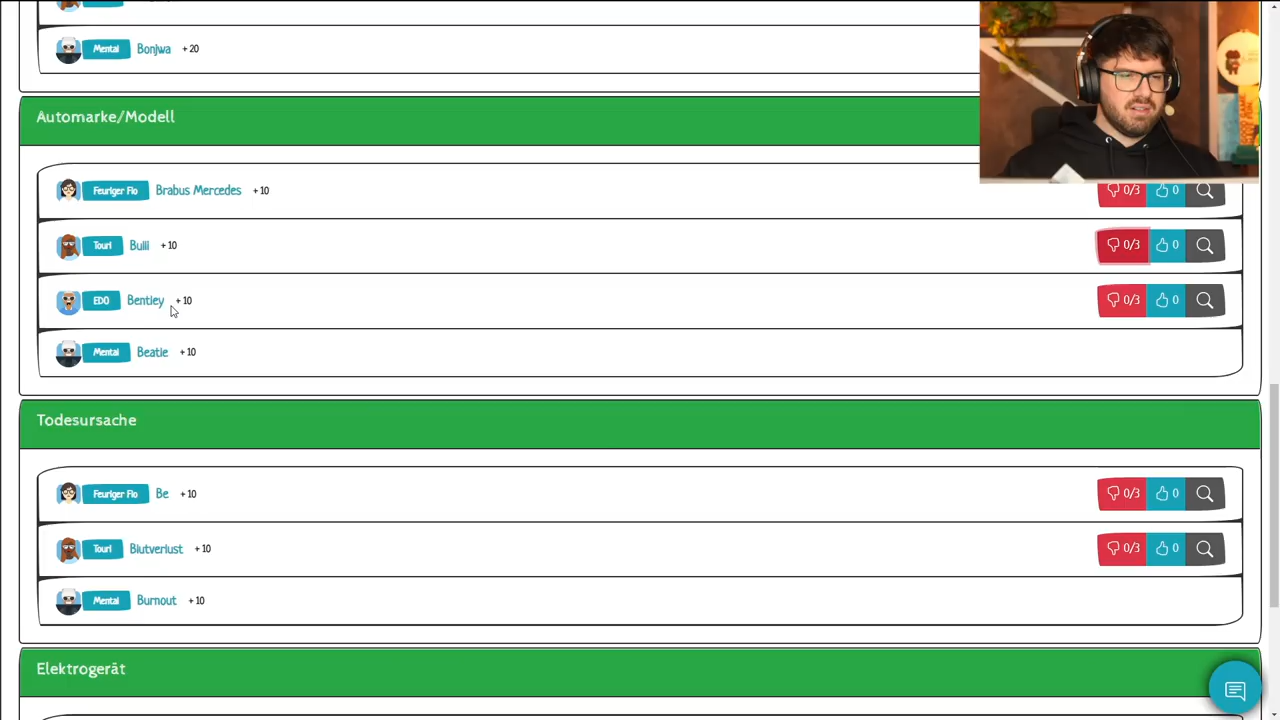 Mental Bonjwa +20
Automarke/Modell
Feuriger Flo Brabus Mercedes +10 0/3 0
Touri Bulli +10 0/3 0
EDO Bentley +10 0/3 0
Mental Beatle +10
Todesursache
Feuriger Flo Be +10 0/3 0
Touri Blutverlust +10 0/3 0
Mental Burnout +10
Elektrogerät